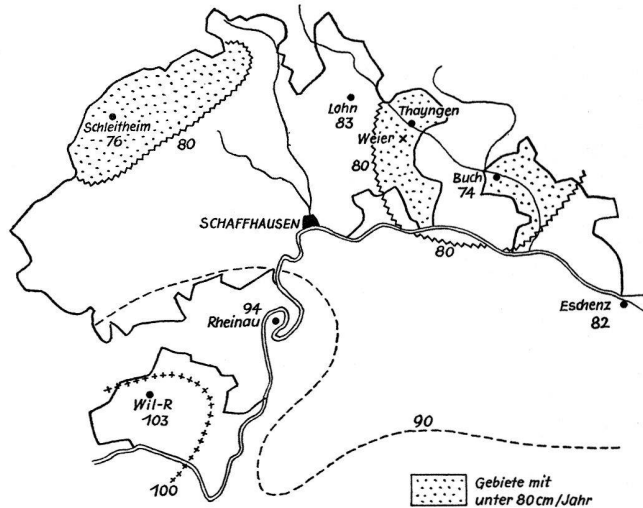 Lohn
83
Thayngen
Schleitheim
76
80
Weier ×
80
Buch
74
SCHAFFHAUSEN
80
94
Rheinau
Eschenz
82
Wil-R
103
90
100
Gebiete mit
unter 80 cm/Jahr